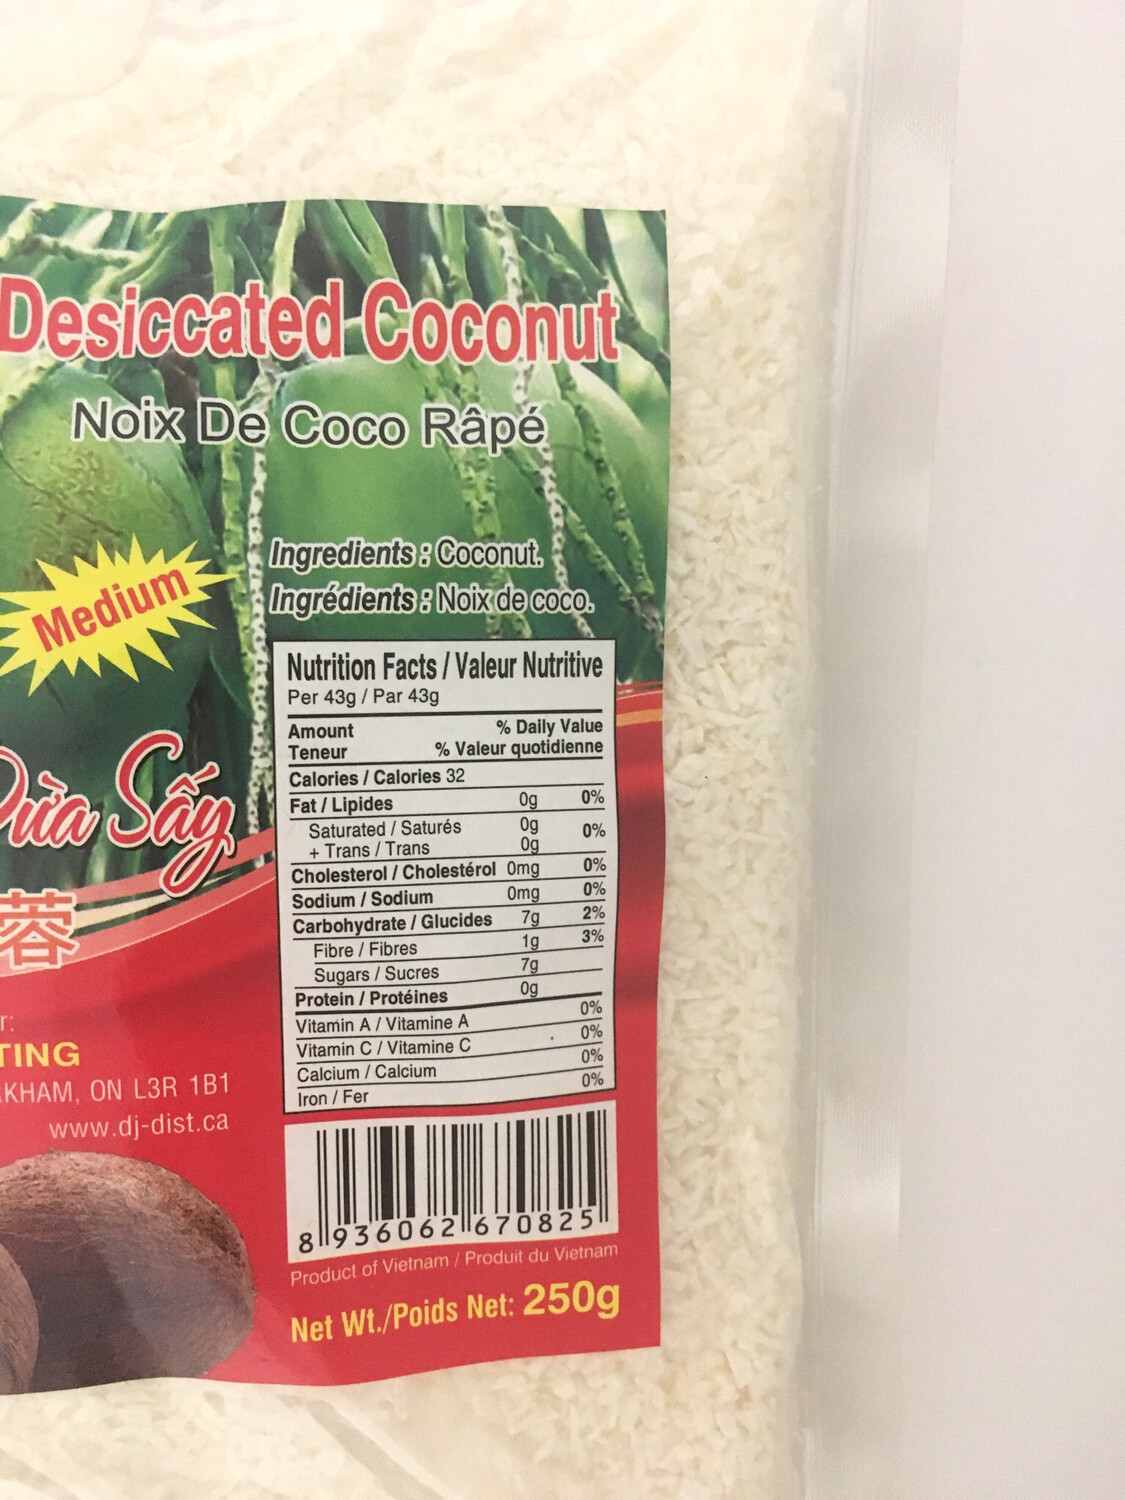 Desiccated Coconut
Noix De Coco Râpé
Ingredients : Coconut.
Ingrédients : Noix de coco.
Medium
Sấy
蓉
Nutrition Facts / Valeur Nutritive
Per 43g / Par 43g
Amount % Daily Value
Teneur % Valeur quotidienne
Calories / Calories 32
Fat / Lipides 0g 0%
Saturated / Saturés 0g 0%
+ Trans / Trans 0g
Cholesterol / Cholestérol 0mg 0%
Sodium / Sodium 0mg 0%
Carbohydrate / Glucides 7g 2%
Fibre / Fibres 1g 3%
Sugars / Sucres 7g
Protein / Protéines 0g
Vitamin A / Vitamine A 0%
Vitamin C / Vitamine C 0%
Calcium / Calcium 0%
Iron / Fer 0%
ON L3R 1B1
www.dj-dist.ca
8 936062 670825
Product of Vietnam / Produit du Vietnam
Net Wt./Poids Net: 250g